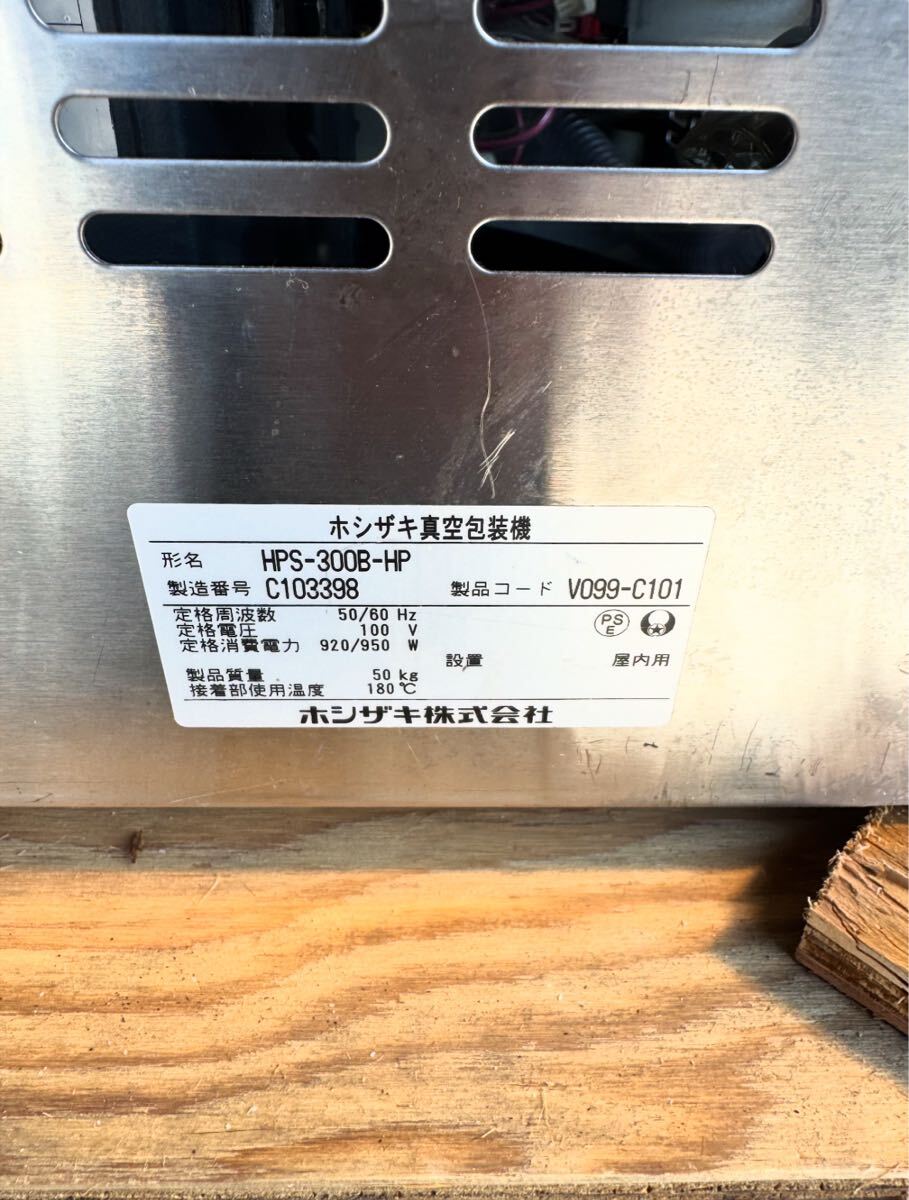 ホシザキ真空包装機
形名 HPS-300B-HP
製造番号 C103398 製品コード V099-C101
定格周波数 50/60 Hz
定格電圧 100 V
定格消費電力 920/950 W
PS E
設置 屋内用
製品質量 50 kg
接着部使用温度 180℃
ホシザキ株式会社